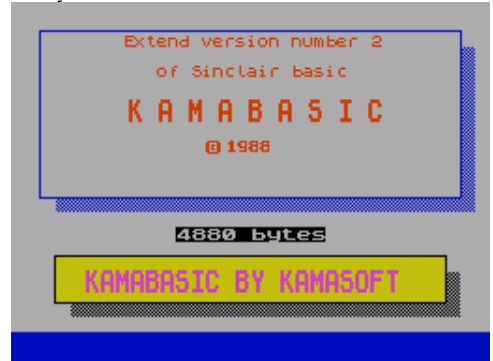 Extend version number 2
of Sinclair basic
KAMABASIC
© 1988
4880 bytes
KAMABASIC BY KAMASOFT